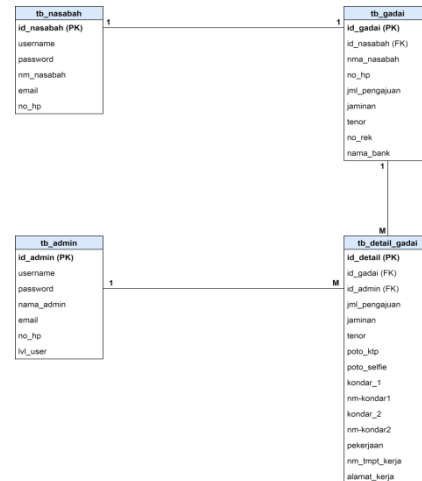 tb_nasabah
id_nasabah (PK)
username
password
nm_nasabah
email
no_hp
1
1
tb_gadai
id_gadai (PK)
id_nasabah (FK)
nma_nasabah
no_hp
jml_pengajuan
jaminan
tenor
no_rek
nama_bank
1
M
tb_admin
id_admin (PK)
username
password
nama_admin
email
no_hp
lvl_user
1
M
tb_detail_gadai
id_detail (PK)
id_gadai (FK)
id_admin (FK)
jml_pengajuan
jaminan
tenor
poto_ktp
poto_selfie
kondar_1
nm-kondar1
kondar_2
nm-kondar2
pekerjaan
nm_tmpt_kerja
alamat_kerja